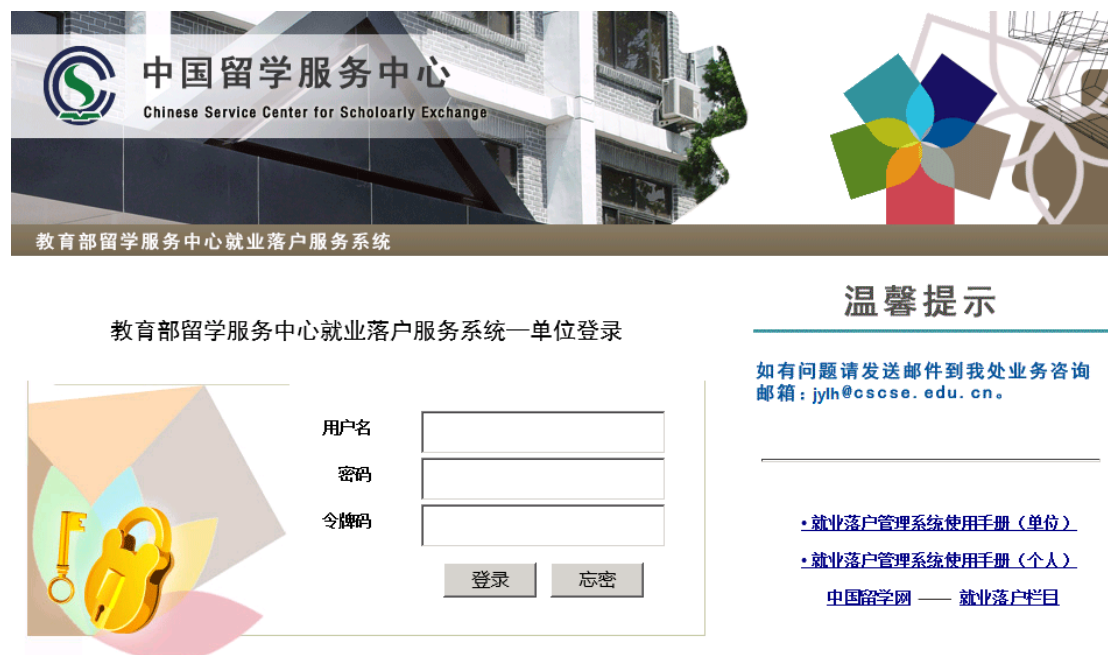 中国留学服务中心
Chinese Service Center for Scholoarly Exchange
教育部留学服务中心就业落户服务系统
教育部留学服务中心就业落户服务系统—单位登录
用户名
密码
令牌码
登录 忘密
温馨提示
如有问题请发送邮件到我处业务咨询
邮箱：jylh@cscse.edu.cn。
•就业落户管理系统使用手册（单位）
•就业落户管理系统使用手册（个人）
中国留学网 —— 就业落户栏目